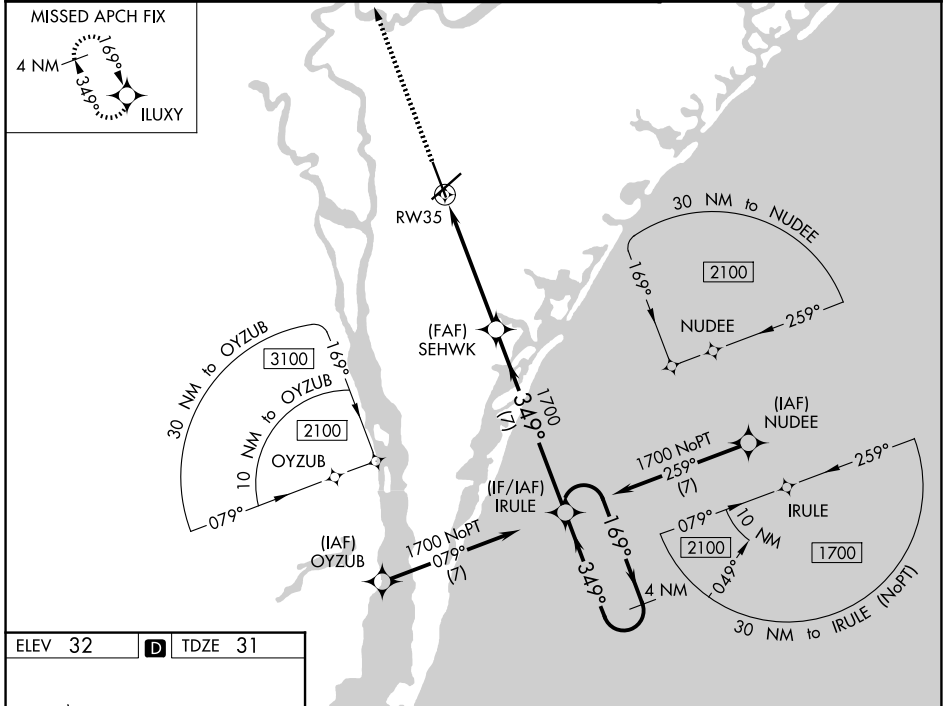 MISSED APCH FIX
4 NM
169°
349°
ILUXY
RW35
30 NM to NUDEE
2100
169°
259°
NUDEE
(FAF)
SEHWK
30 NM to OYZUB
3100
169°
10 NM to OYZUB
2100
OYZUB
079°
1700
349°
(7)
(IAF)
NUDEE
1700 NoPT
259°
(7)
(IF/IAF)
IRULE
(IAF)
OYZUB
1700 NoPT
079°
(7)
169°
349°
4 NM
259°
IRULE
079°
10 NM
2100
049°
1700
30 NM to IRULE (NoPT)
ELEV 32
D
TDZE 31